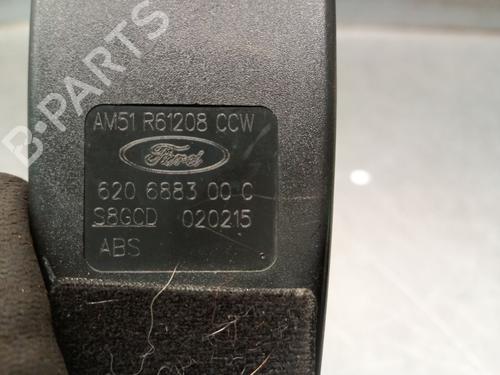 AM51 R61208 CCW
Ford
620 6883 00 C
S8GCD 020215
ABS
B-PARTS